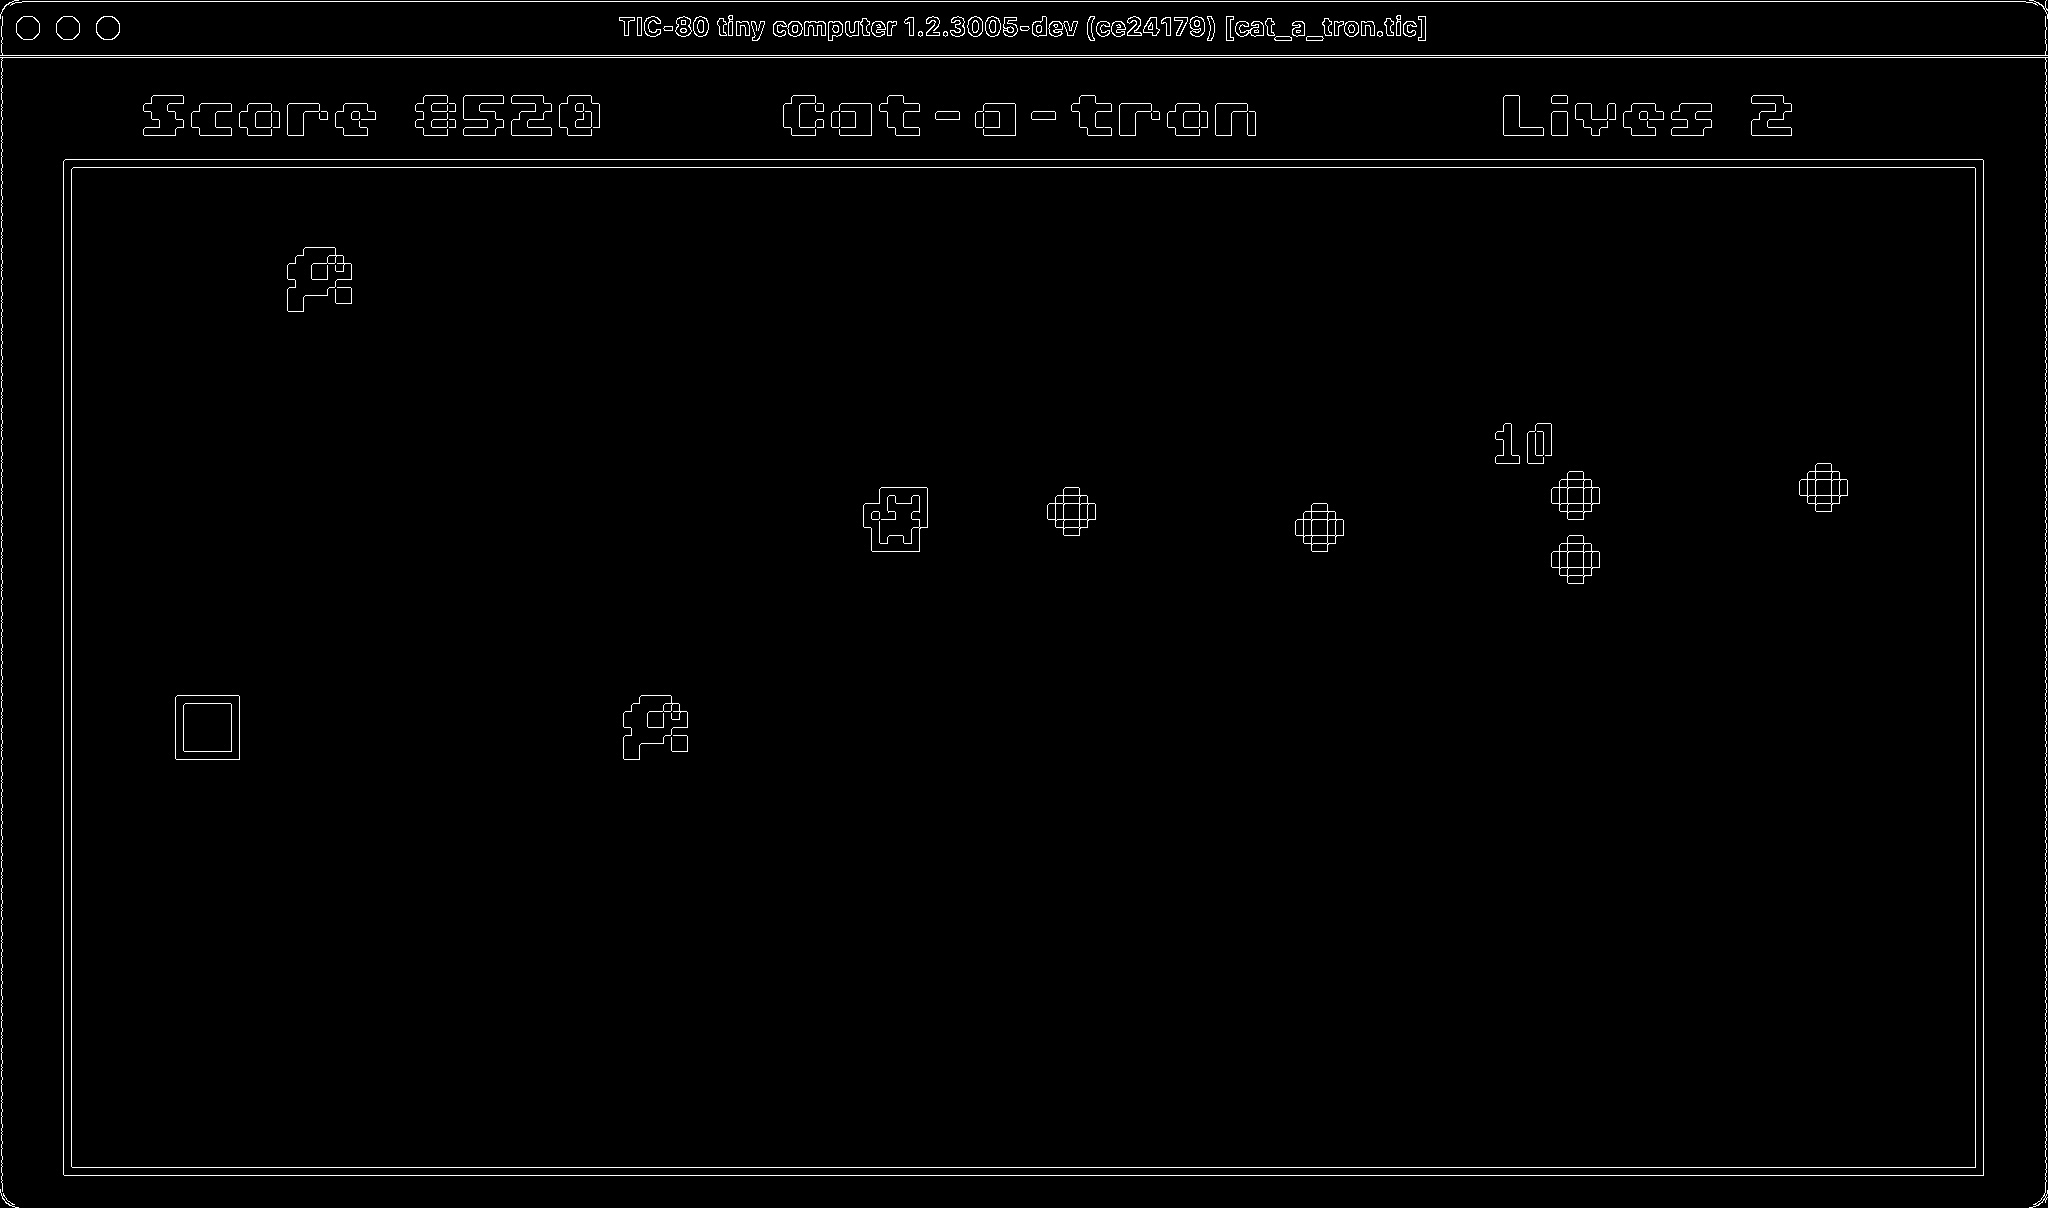 TIC-80 tiny computer 1.2.3005-dev (ce24179) [cat_a_tron.tic]
Score 8520 Cat-a-tron Lives 2
10